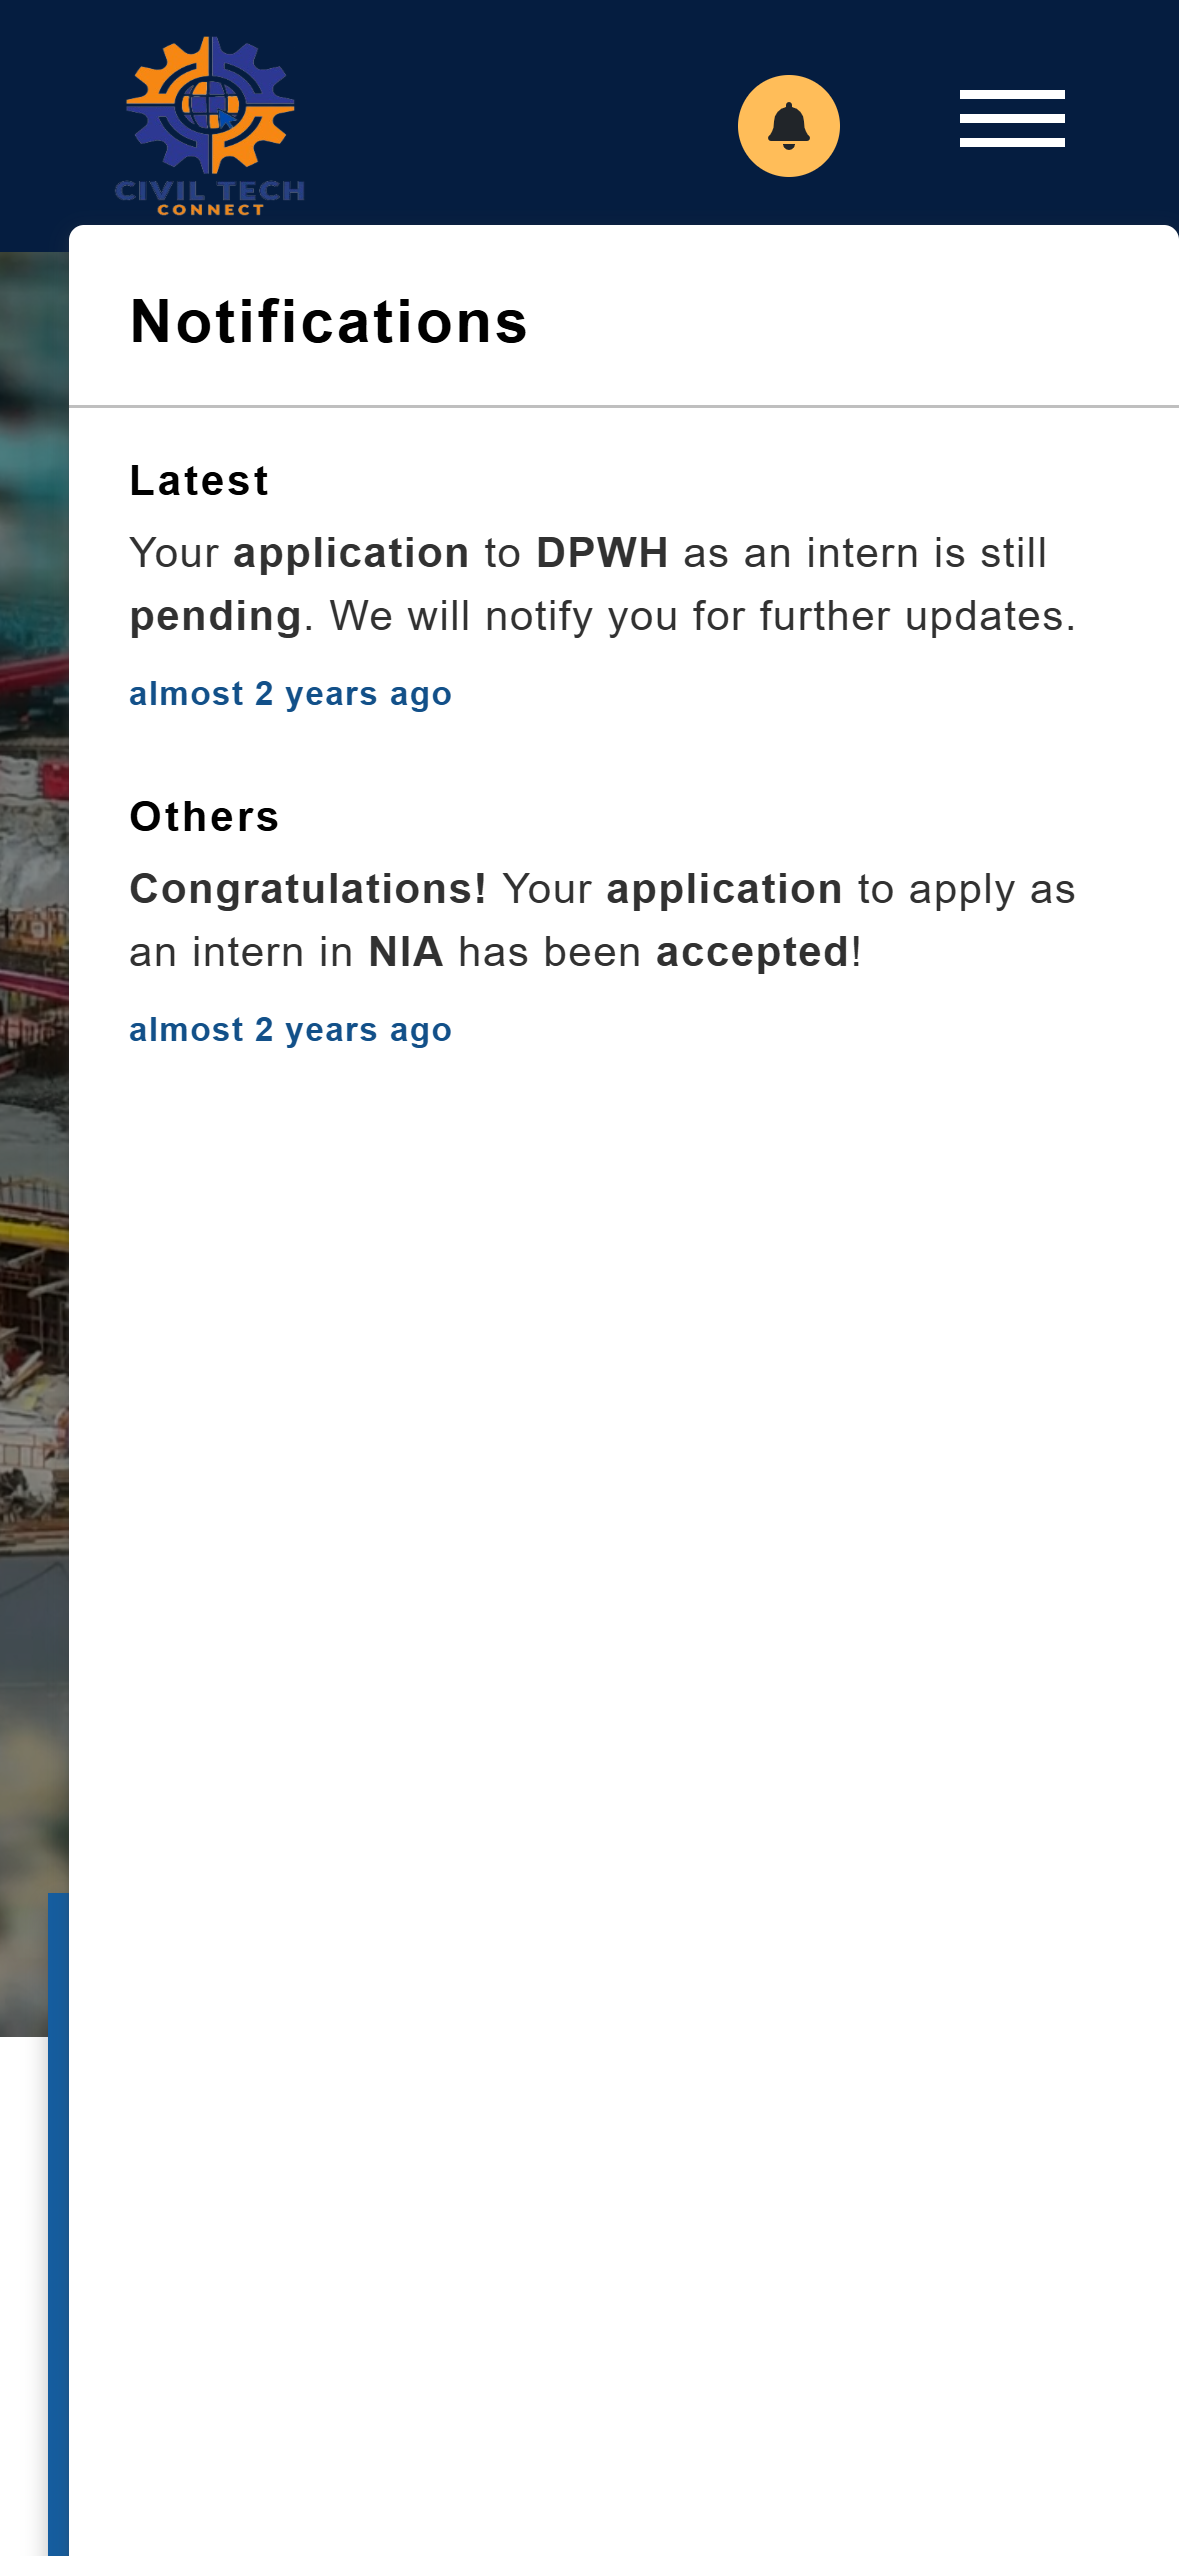 CIVIL TECH
CONNECT
Notifications
Latest
Your application to DPWH as an intern is still
pending. We will notify you for further updates.
almost 2 years ago
Others
Congratulations! Your application to apply as
an intern in NIA has been accepted!
almost 2 years ago